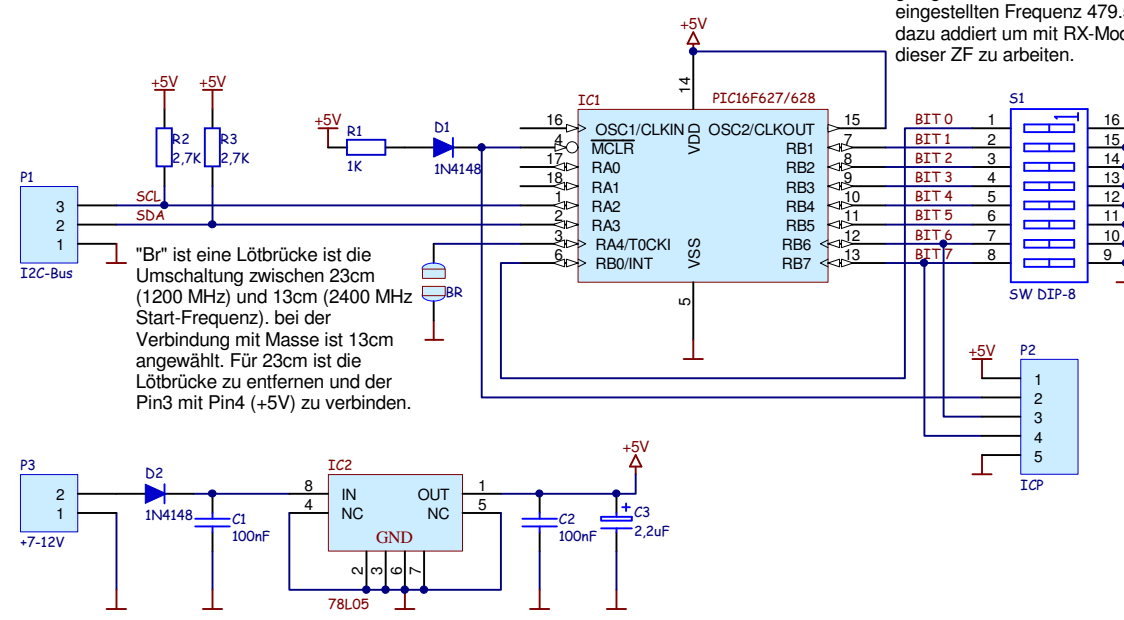 eingestellten Frequenz
dazu addiert um mit
dieser ZF zu arbeiten.
+5V
+5V +5V
R2
2,7K
R3
2,7K
+5V
R1
1K
D1
1N4148
P1
3
2
1
I2C-Bus
SCL
SDA
IC1
PIC16F627/628
14
VDD
16 OSC1/CLKIN
4 MCLR
17 RA0
18 RA1
1 RA2
2 RA3
3 RA4/T0CKI
6 RB0/INT
OSC2/CLKOUT 15
RB1 7
RB2 8
RB3 9
RB4 10
RB5 11
RB6 12
RB7 13
VSS
5
BIT 0
BIT 1
BIT 2
BIT 3
BIT 4
BIT 5
BIT 6
BIT 7
S1
1
1 16
2 15
3 14
4 13
5 12
6 11
7 10
8 9
SW DIP-8
BR
"Br" ist eine Lötbrücke ist die
Umschaltung zwischen 23cm
(1200 MHz) und 13cm (2400 MHz
Start-Frequenz). bei der
Verbindung mit Masse ist 13cm
angewählt. Für 23cm ist die
Lötbrücke zu entfernen und der
Pin3 mit Pin4 (+5V) zu verbinden.
+5V
P2
1
2
3
4
5
ICP
P3
2
1
+7-12V
D2
1N4148
C1
100nF
IC2
8 IN
4 NC
OUT 1
NC 5
GND
2 3 6 7
78L05
+5V
C2
100nF
+
C3
2,2uF